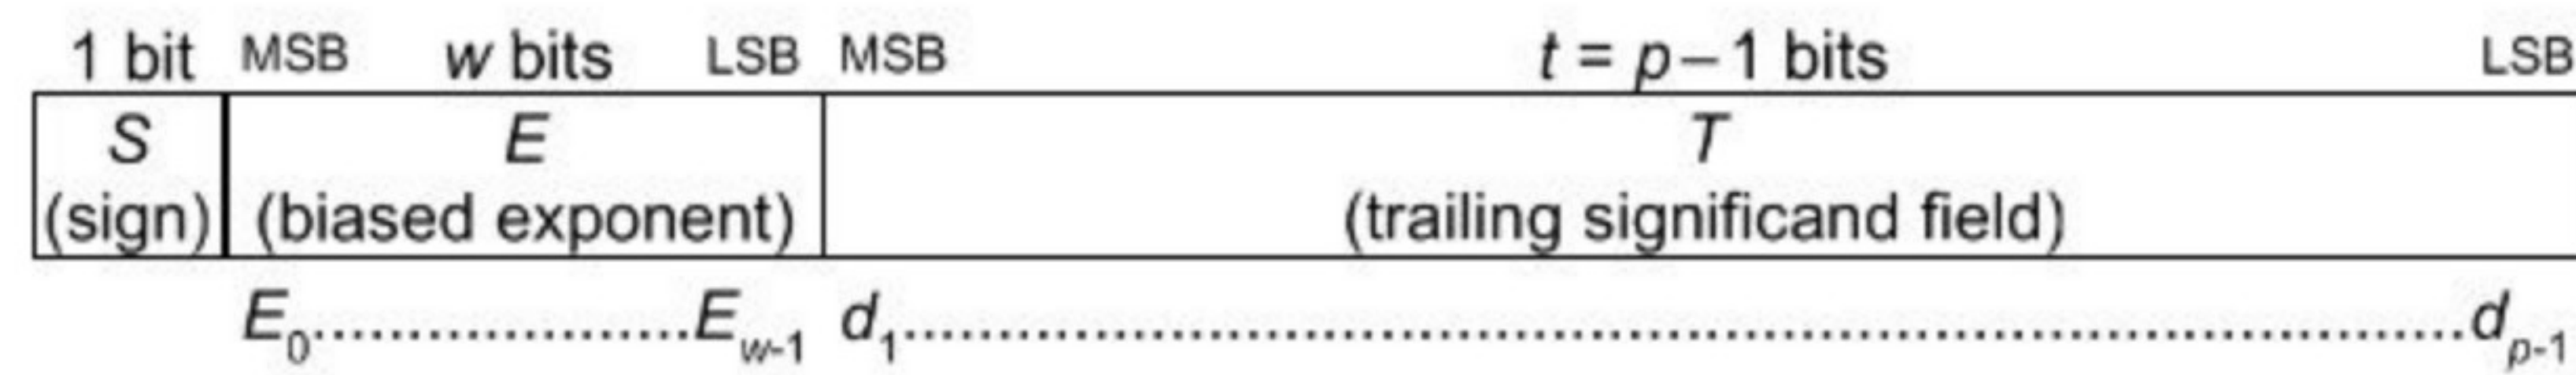 1 bit MSB w bits LSB MSB t = p – 1 bits LSB
S E T
(sign) (biased exponent) (trailing significand field)
E0....................Ew-1 d1..........................................................................................dp-1